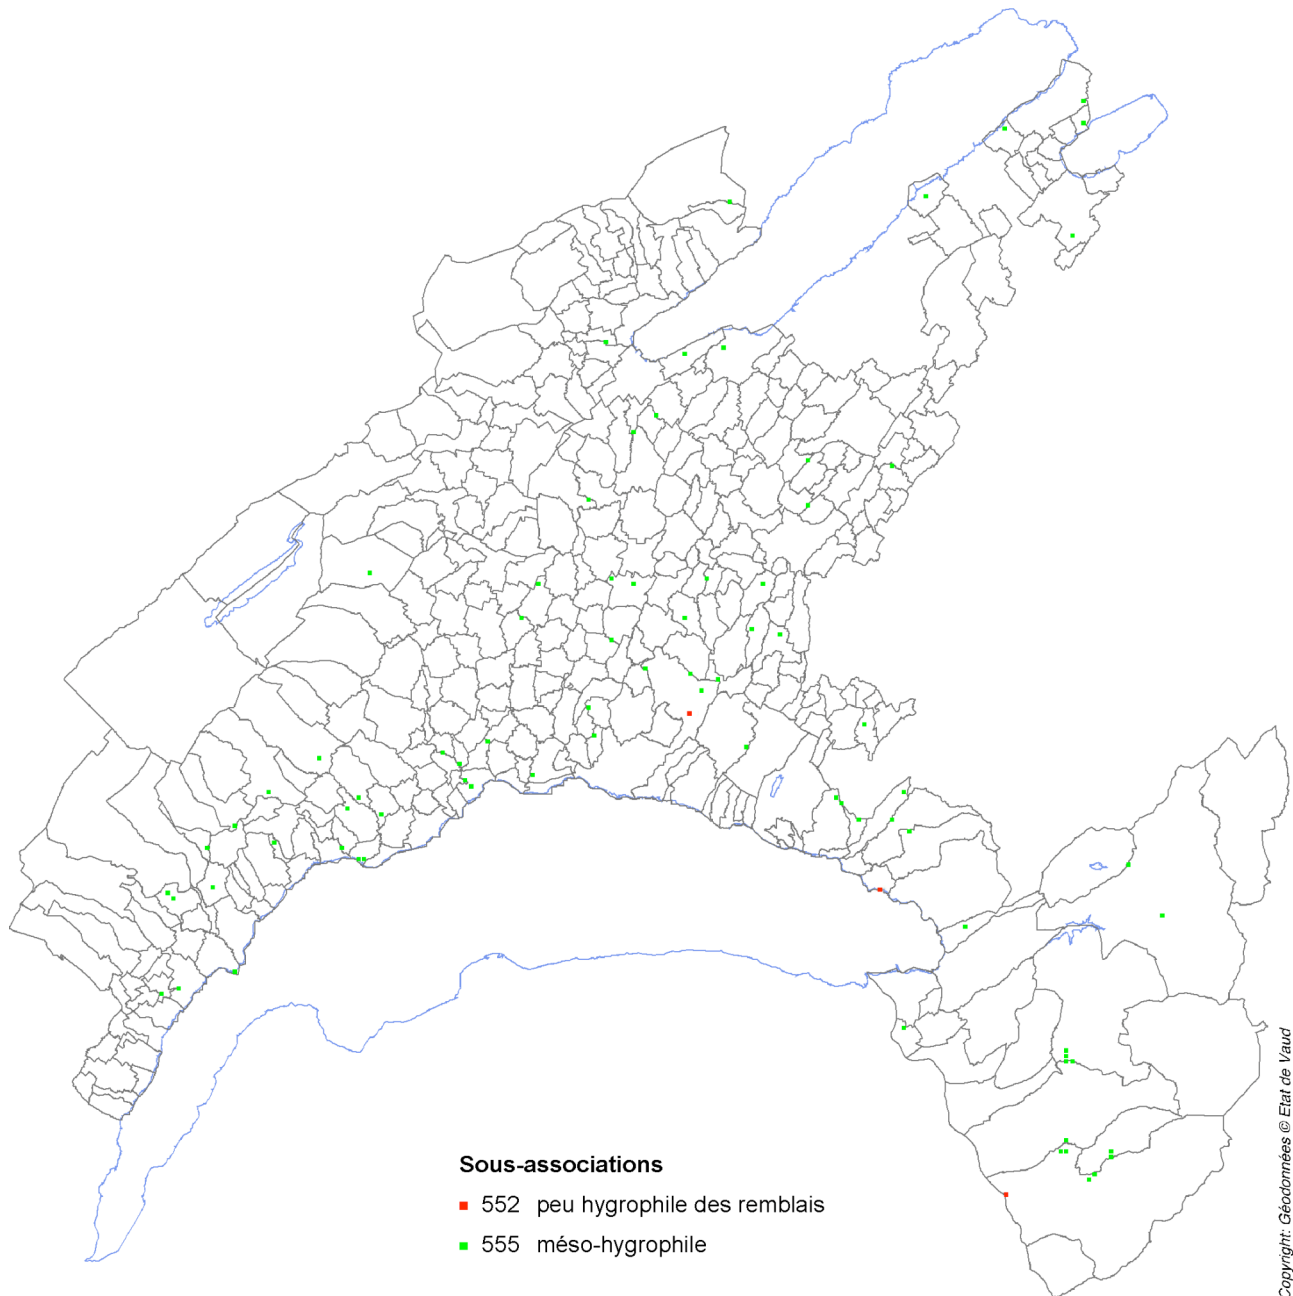 Sous-associations
552 peu hygrophile des remblais
555 méso-hygrophile
Copyright: Géodonnées © Etat de Vaud